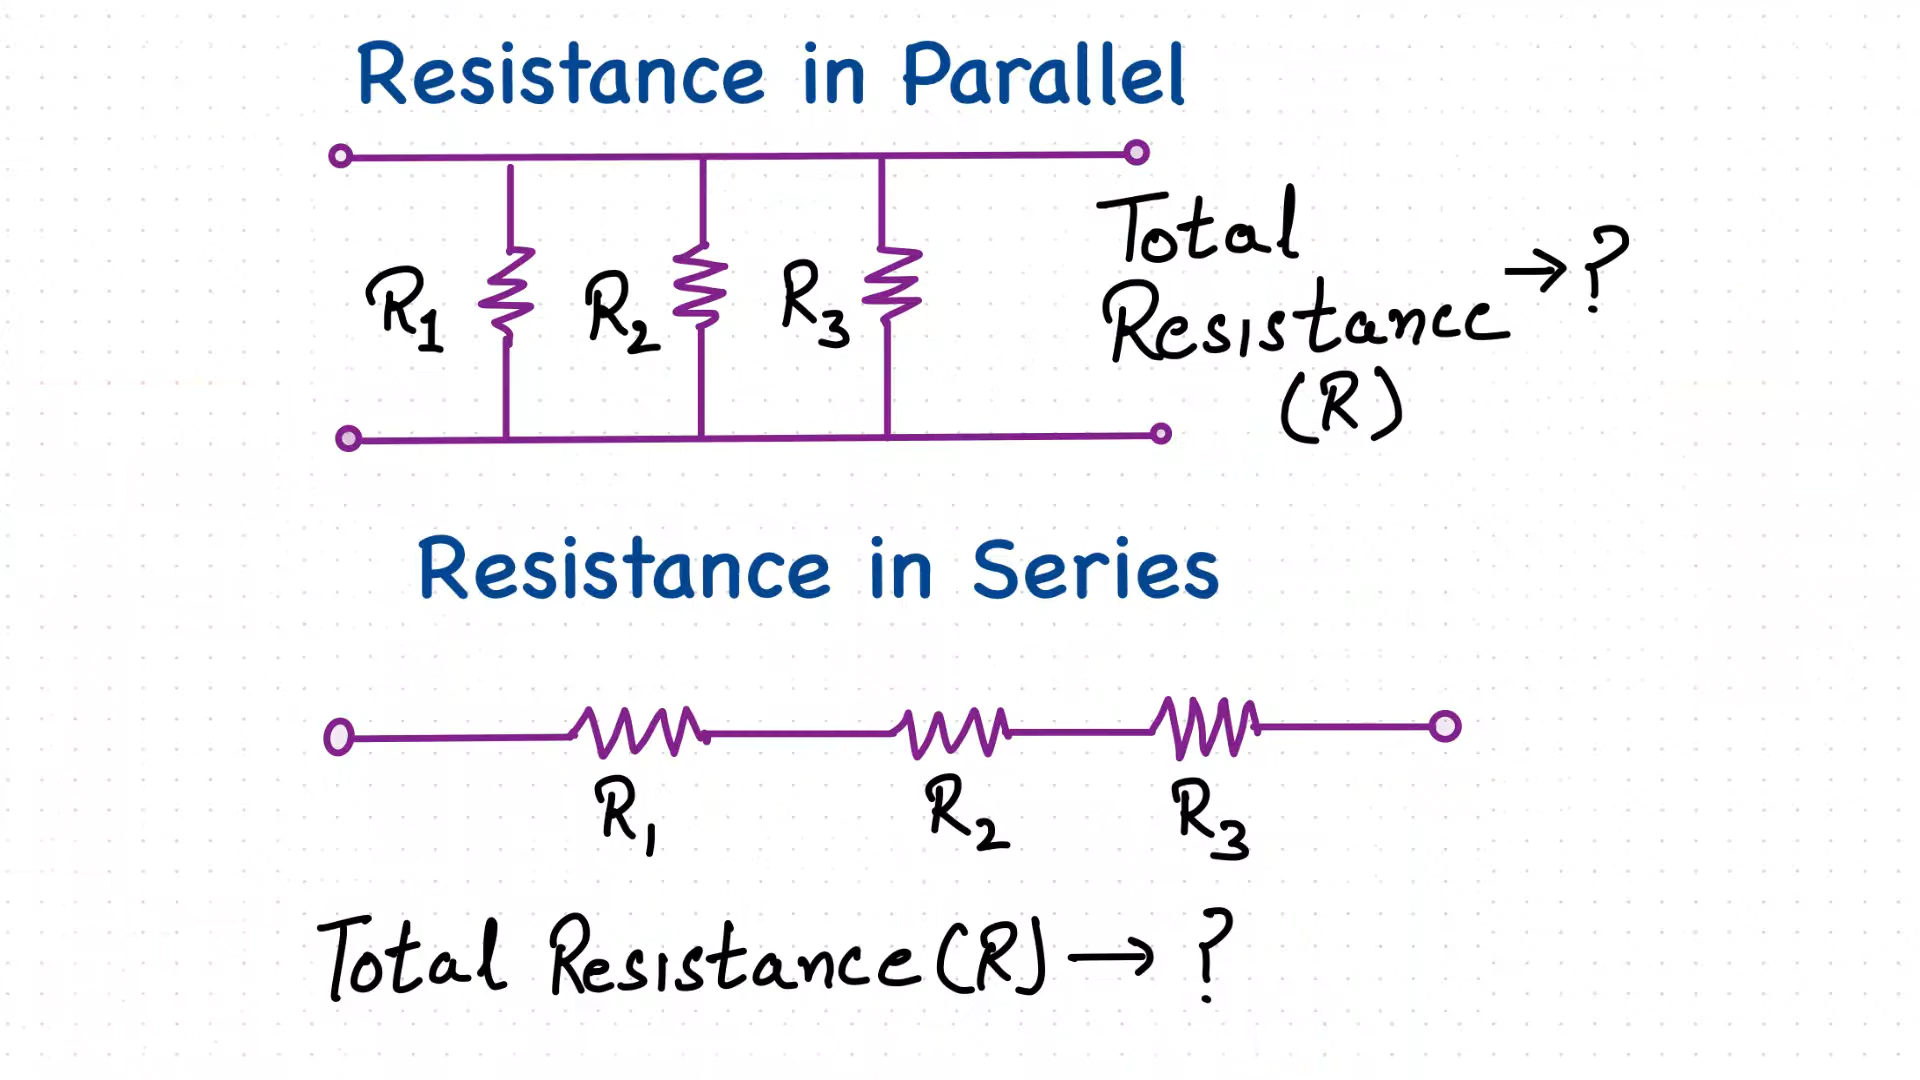 Resistance in Parallel
R1 R2 R3
Total
Resistance → ?
(R)
Resistance in Series
R1 R2 R3
Total Resistance (R) → ?